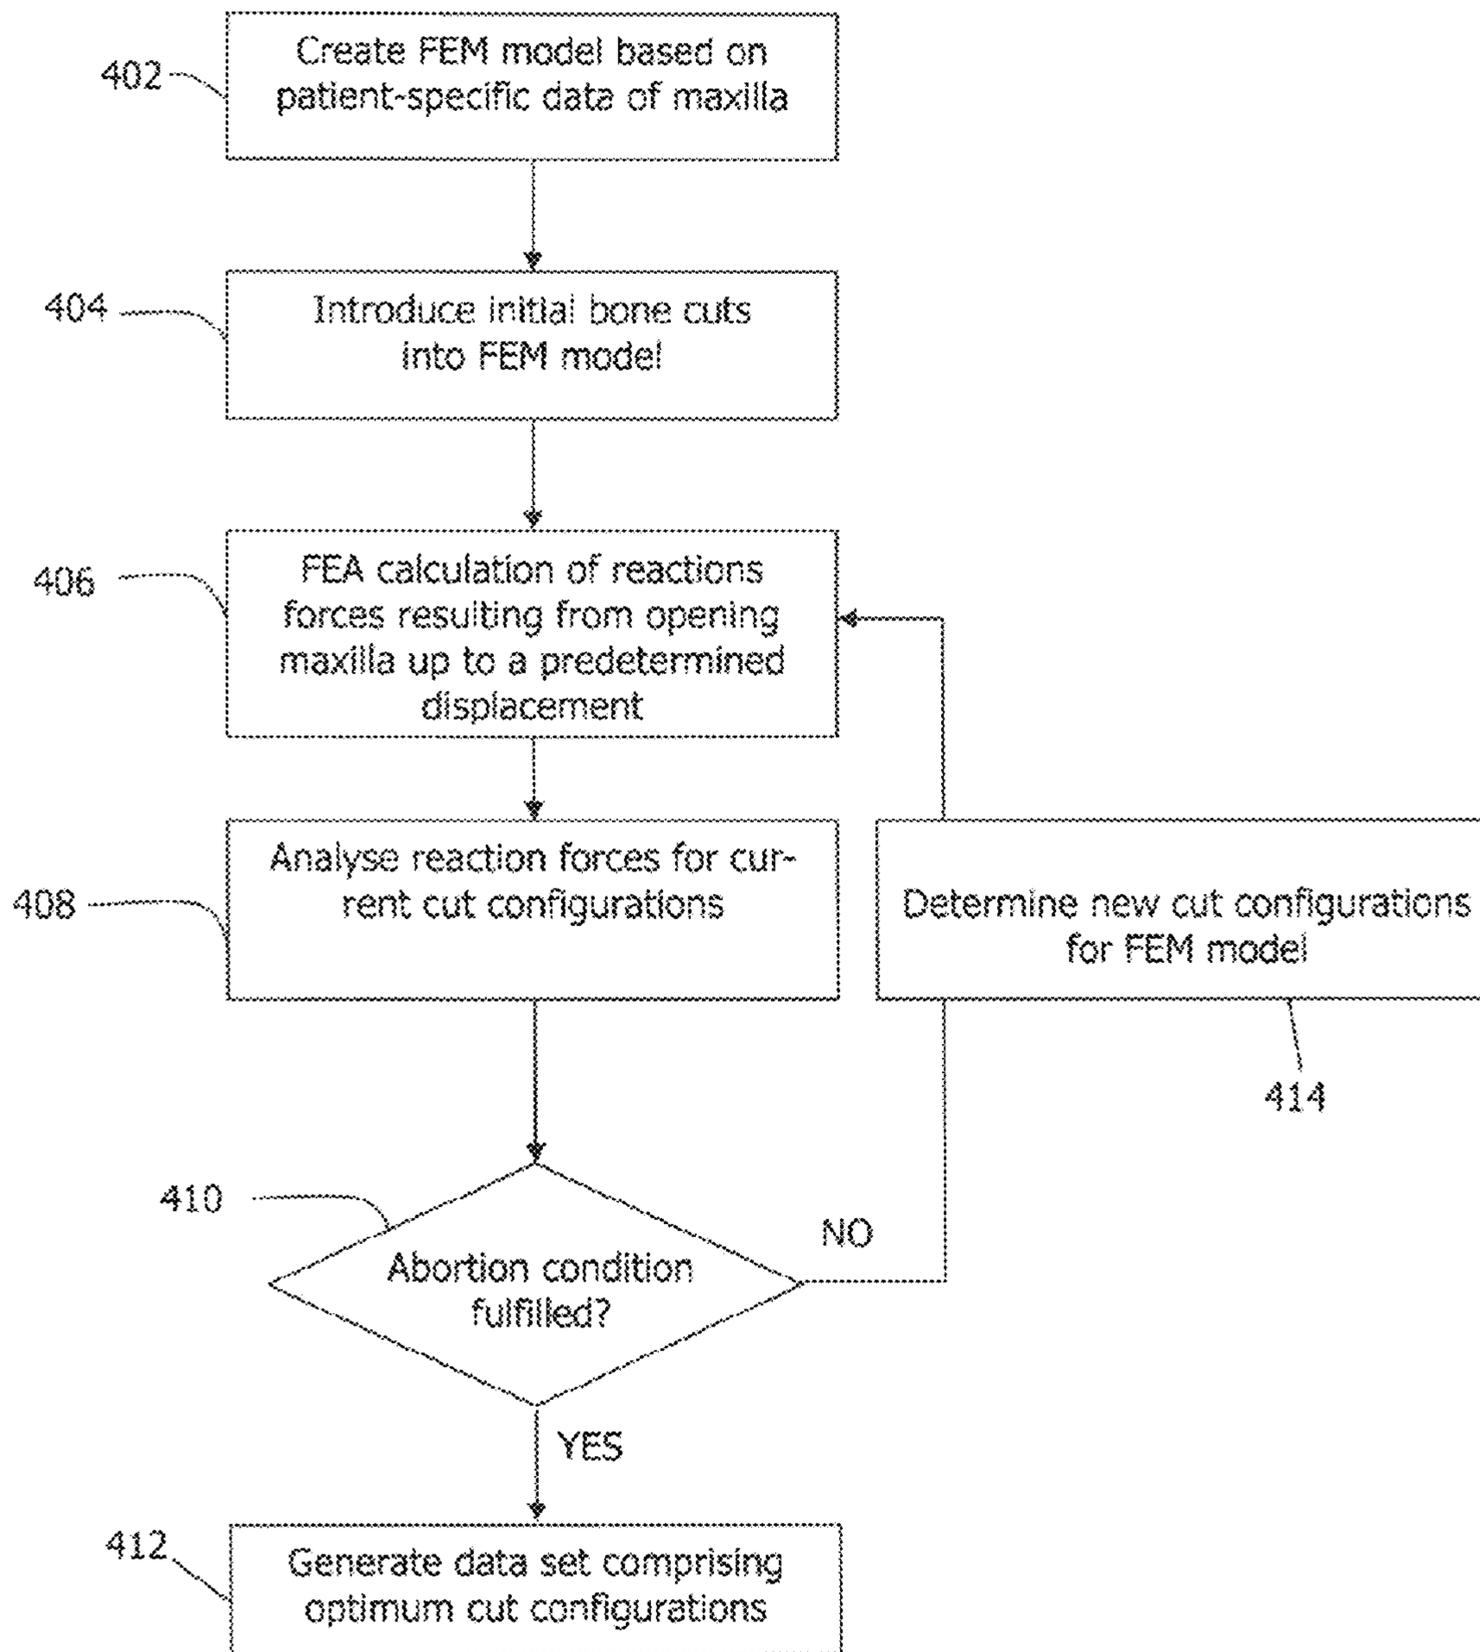 Create FEM model based on
patient-specific data of maxilla
402
404
Introduce initial bone cuts
into FEM model
406
FEA calculation of reactions
forces resulting from opening
maxilla up to a predetermined
displacement
408
Analyse reaction forces for cur-
rent cut configurations
Determine new cut configurations
for FEM model
414
410
Abortion condition
fulfilled?
NO
YES
412
Generate data set comprising
optimum cut configurations